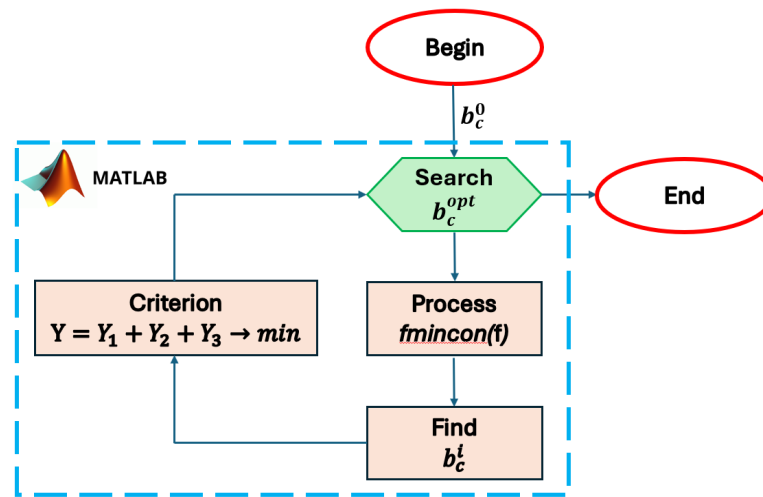 Begin
b_c^0
MATLAB
Search
b_c^{opt}
End
Criterion
Y = Y_1 + Y_2 + Y_3 → min
Process
fmincon(f)
Find
b_c^i